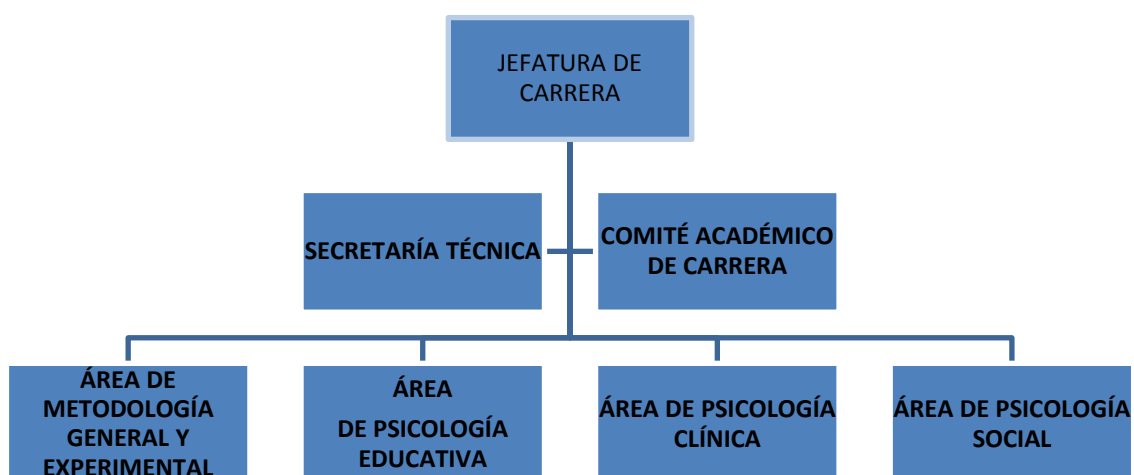 JEFATURA DE
CARRERA
SECRETARÍA TÉCNICA
COMITÉ ACADÉMICO
DE CARRERA
ÁREA DE
METODOLOGÍA
GENERAL Y
EXPERIMENTAL
ÁREA
DE PSICOLOGÍA
EDUCATIVA
ÁREA DE PSICOLOGÍA
CLÍNICA
ÁREA DE PSICOLOGÍA
SOCIAL